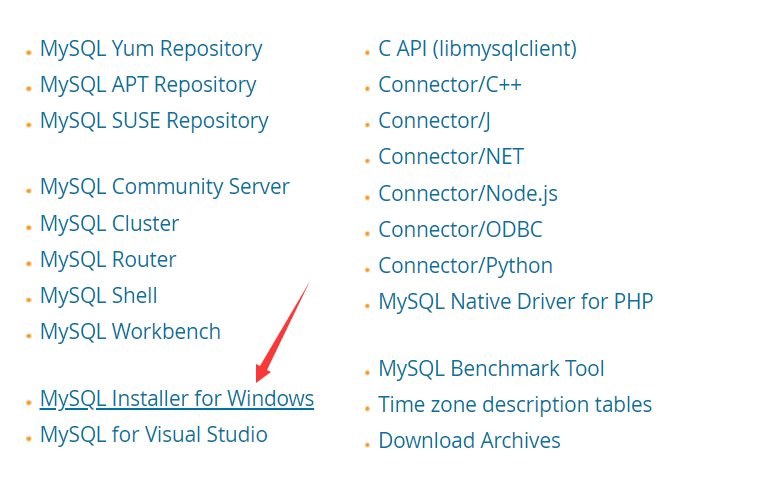 MySQL Yum Repository
MySQL APT Repository
MySQL SUSE Repository
MySQL Community Server
MySQL Cluster
MySQL Router
MySQL Shell
MySQL Workbench
MySQL Installer for Windows
MySQL for Visual Studio
C API (libmysqlclient)
Connector/C++
Connector/J
Connector/NET
Connector/Node.js
Connector/ODBC
Connector/Python
MySQL Native Driver for PHP
MySQL Benchmark Tool
Time zone description tables
Download Archives